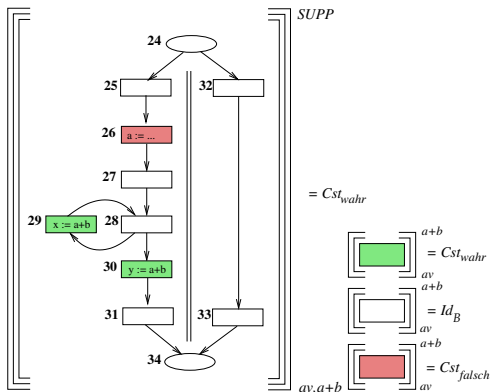 SUPP
24
25
32
26 a := ...
27
29 x := a+b
28
30 y := a+b
31
33
34
av,a+b
= Cst_wahr
a+b
= Cst_wahr
av
a+b
= Id_B
av
a+b
= Cst_falsch
av